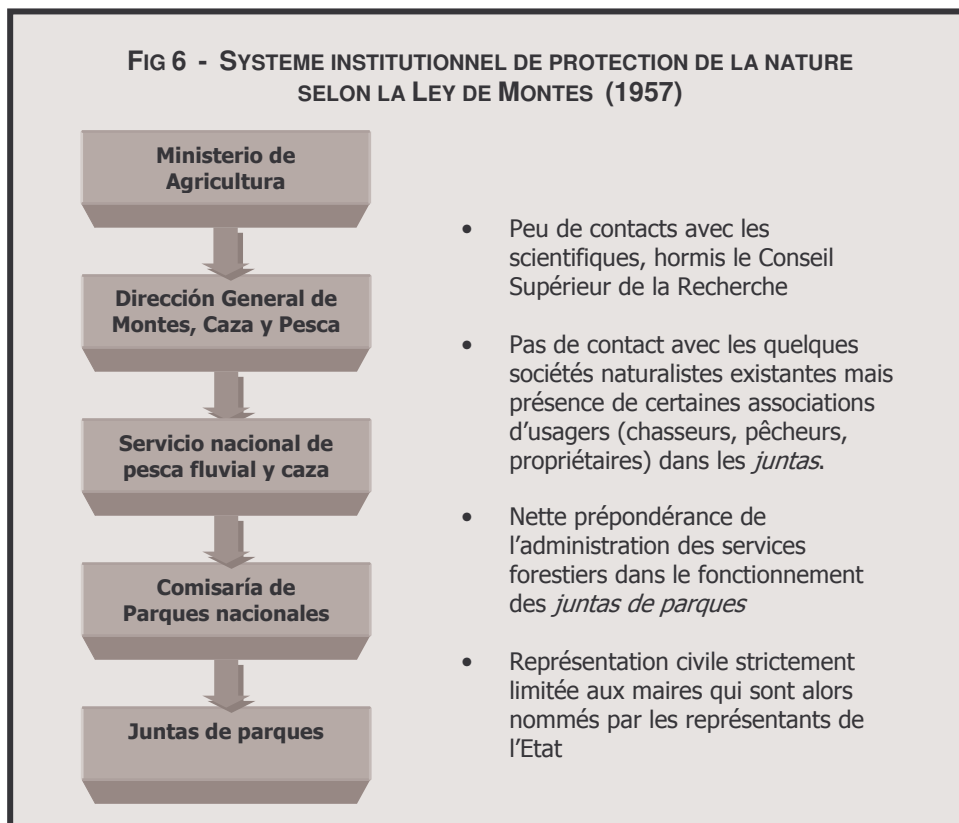 FIG 6 - SYSTEME INSTITUTIONNEL DE PROTECTION DE LA NATURE
SELON LA LEY DE MONTES (1957)
Ministerio de
Agricultura
Dirección General de
Montes, Caza y Pesca
Servicio nacional de
pesca fluvial y caza
Comisaría de
Parques nacionales
Juntas de parques
• Peu de contacts avec les
scientifiques, hormis le Conseil
Supérieur de la Recherche
• Pas de contact avec les quelques
sociétés naturalistes existantes mais
présence de certaines associations
d'usagers (chasseurs, pêcheurs,
propriétaires) dans les juntas.
• Nette prépondérance de
l'administration des services
forestiers dans le fonctionnement
des juntas de parques
• Représentation civile strictement
limitée aux maires qui sont alors
nommés par les représentants de
l'Etat